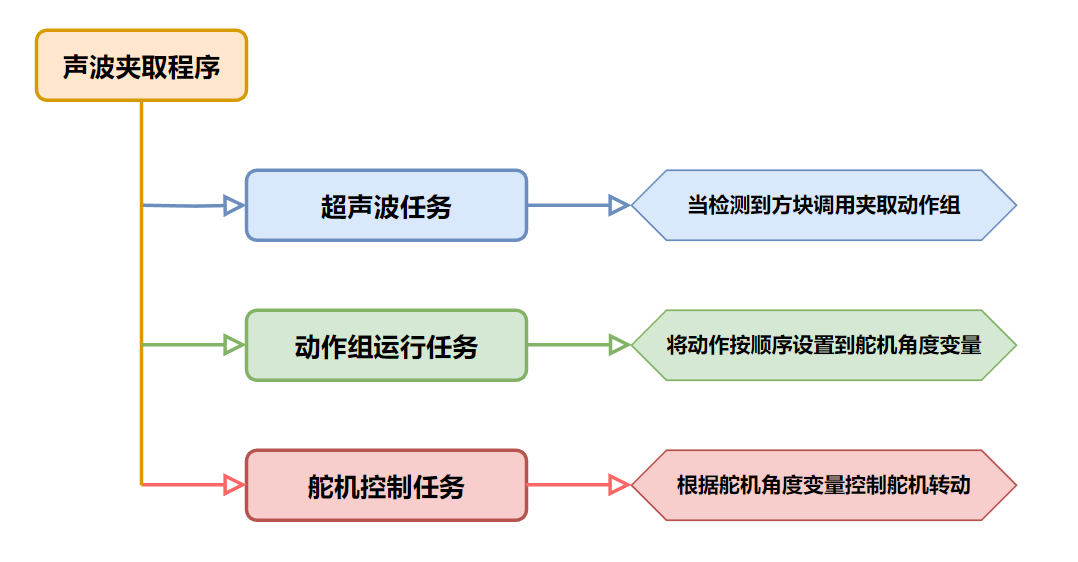 声波夹取程序
超声波任务
当检测到方块调用夹取动作组
动作组运行任务
将动作按顺序设置到舵机角度变量
舵机控制任务
根据舵机角度变量控制舵机转动